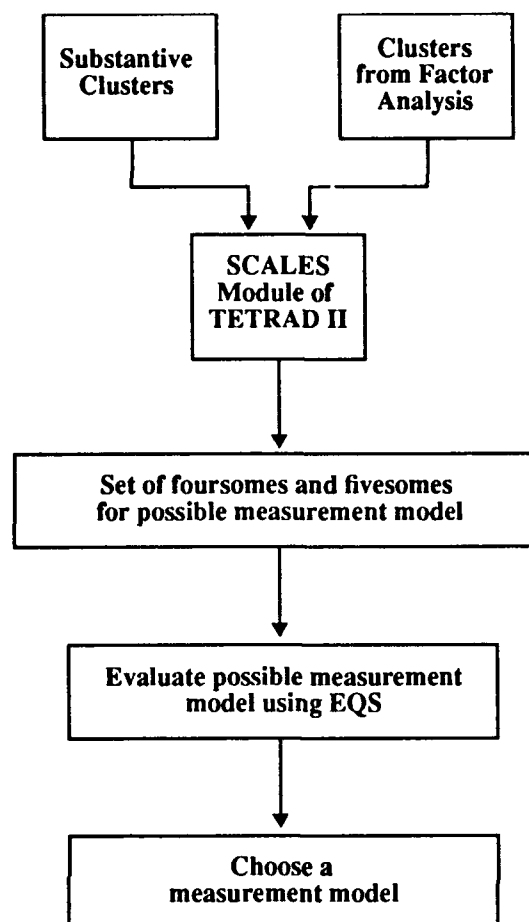 Substantive
Clusters
Clusters
from Factor
Analysis
SCALES
Module of
TETRAD II
Set of foursomes and fivesomes
for possible measurement model
Evaluate possible measurement
model using EQS
Choose a
measurement model